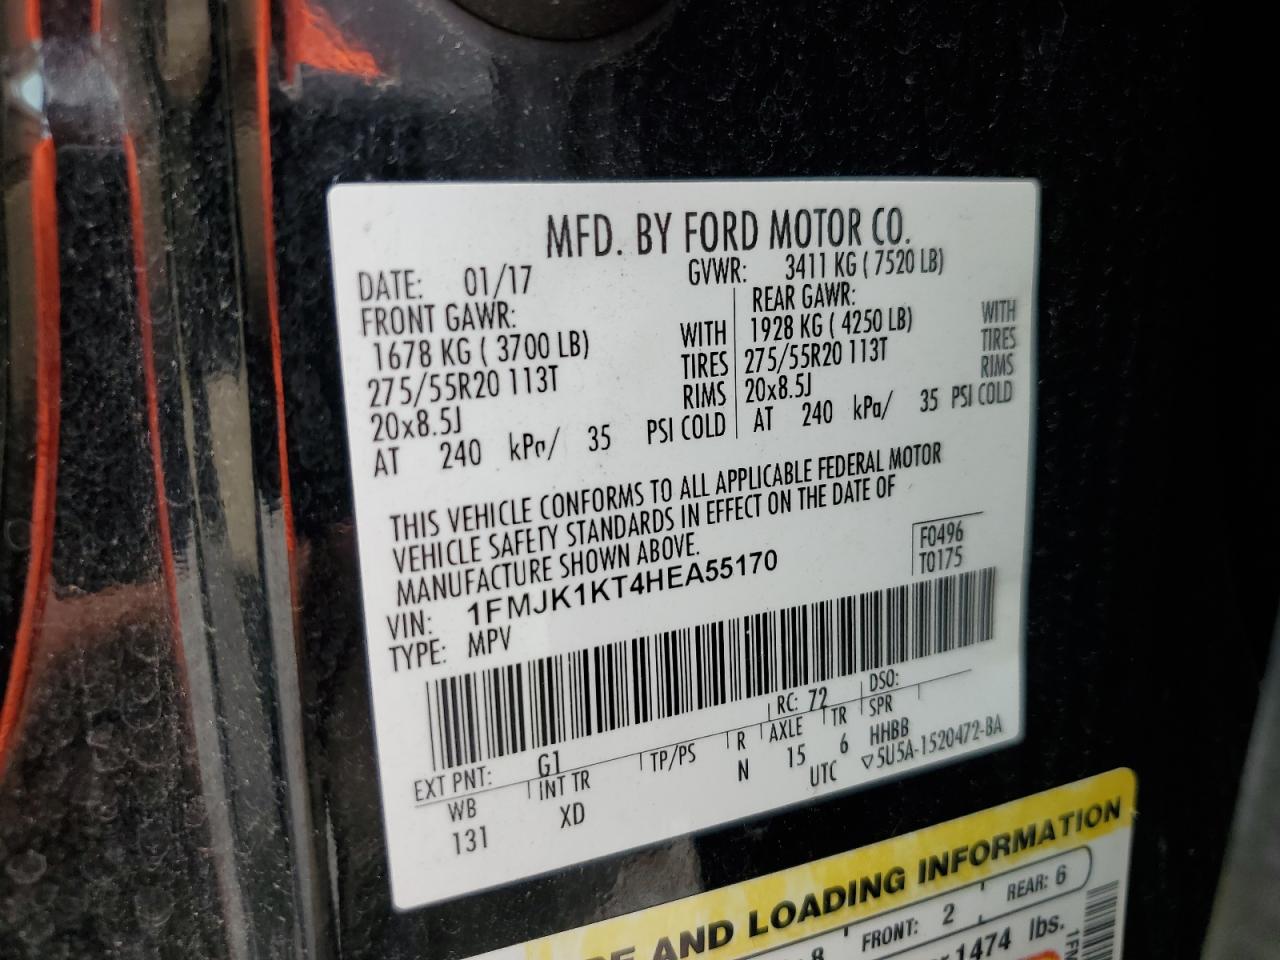 MFD. BY FORD MOTOR CO.
DATE: 01/17 GVWR: 3411 KG ( 7520 LB)
FRONT GAWR: REAR GAWR:
1678 KG ( 3700 LB) WITH 1928 KG ( 4250 LB) WITH
275/55R20 113T TIRES 275/55R20 113T TIRES
20x8.5J RIMS 20x8.5J RIMS
AT 240 kPa/ 35 PSI COLD AT 240 kPa/ 35 PSI COLD
THIS VEHICLE CONFORMS TO ALL APPLICABLE FEDERAL MOTOR
VEHICLE SAFETY STANDARDS IN EFFECT ON THE DATE OF
MANUFACTURE SHOWN ABOVE.
F0496
T0175
VIN: 1FMJK1KT4HEA55170
TYPE: MPV
EXT PNT: G1 RC: 72 DSO:
WB INT TR TP/PS R AXLE TR SPR
131 XD N 15 6 HHBB
UTC ▽5U5A-1520472-BA
AND LOADING INFORMATION
FRONT: 2 REAR: 6
1474 lbs.